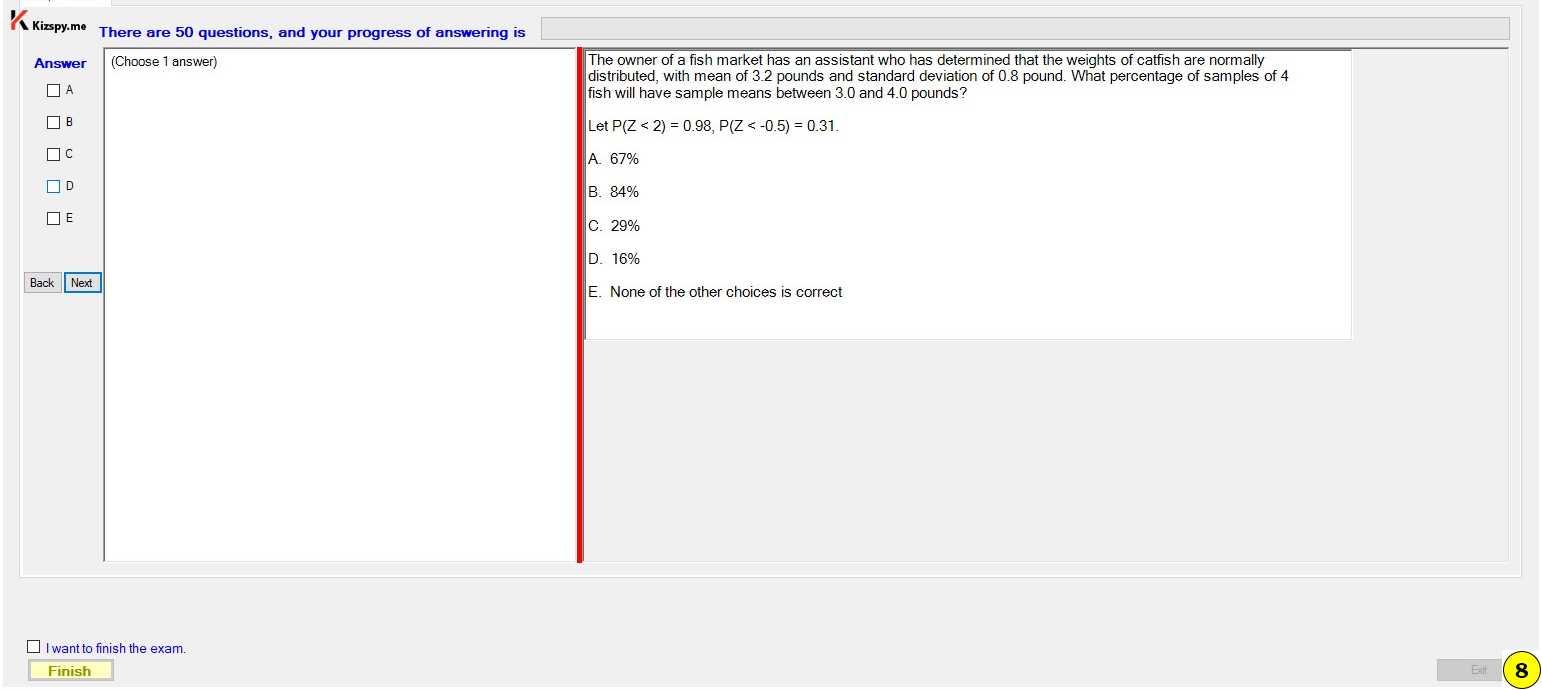 Kizspy.me
There are 50 questions, and your progress of answering is
Answer
(Choose 1 answer)
A
B
C
D
E
Back
Next
The owner of a fish market has an assistant who has determined that the weights of catfish are normally
distributed, with mean of 3.2 pounds and standard deviation of 0.8 pound. What percentage of samples of 4
fish will have sample means between 3.0 and 4.0 pounds?
Let P(Z < 2) = 0.98, P(Z < -0.5) = 0.31.
A. 67%
B. 84%
C. 29%
D. 16%
E. None of the other choices is correct
I want to finish the exam.
Finish
Exit
8